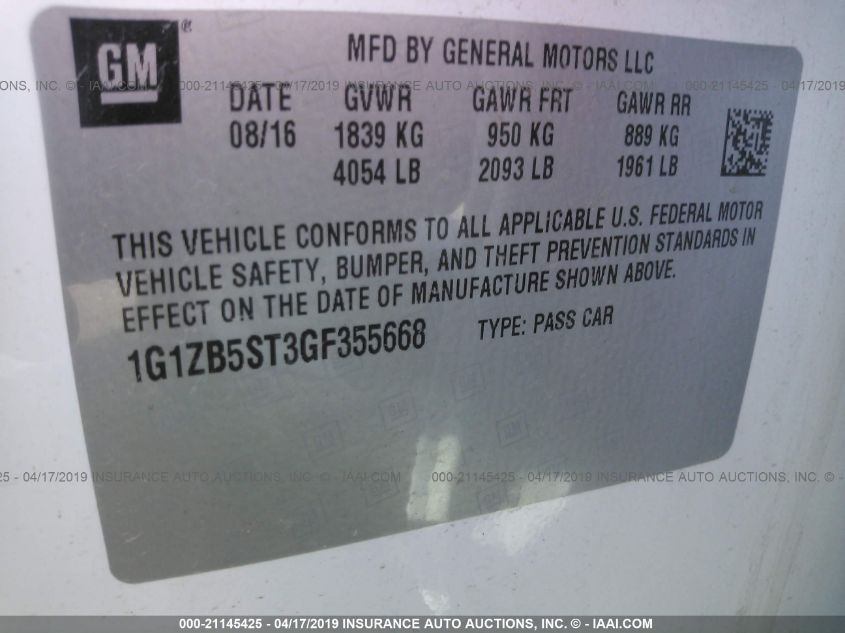 GM ®
MFD BY GENERAL MOTORS LLC
DATE GVWR GAWR FRT GAWR RR
08/16 1839 KG 950 KG 889 KG
4054 LB 2093 LB 1961 LB
THIS VEHICLE CONFORMS TO ALL APPLICABLE U.S. FEDERAL MOTOR
VEHICLE SAFETY, BUMPER, AND THEFT PREVENTION STANDARDS IN
EFFECT ON THE DATE OF MANUFACTURE SHOWN ABOVE.
1G1ZB5ST3GF355668 TYPE: PASS CAR
000-21145425 - 04/17/2019 INSURANCE AUTO AUCTIONS, INC. © - IAAI.COM